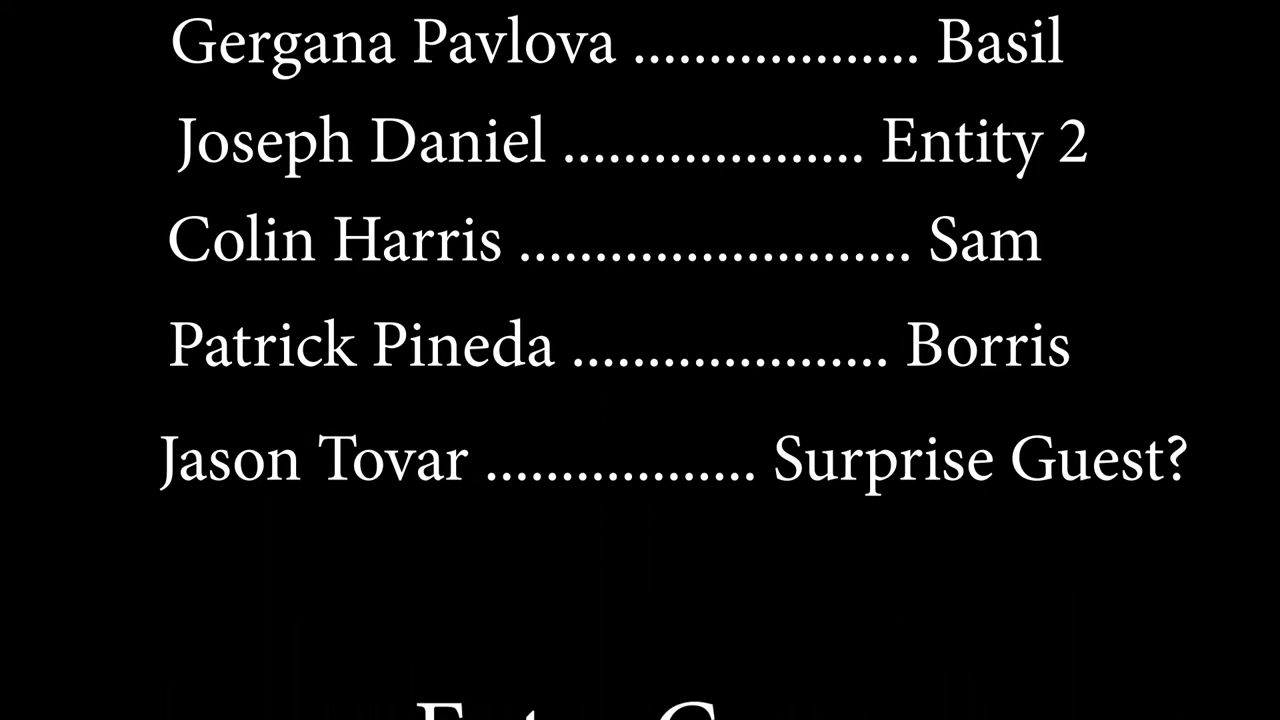 Gergana Pavlova ................... Basil
Joseph Daniel .................... Entity 2
Colin Harris .......................... Sam
Patrick Pineda ..................... Borris
Jason Tovar .................. Surprise Guest?